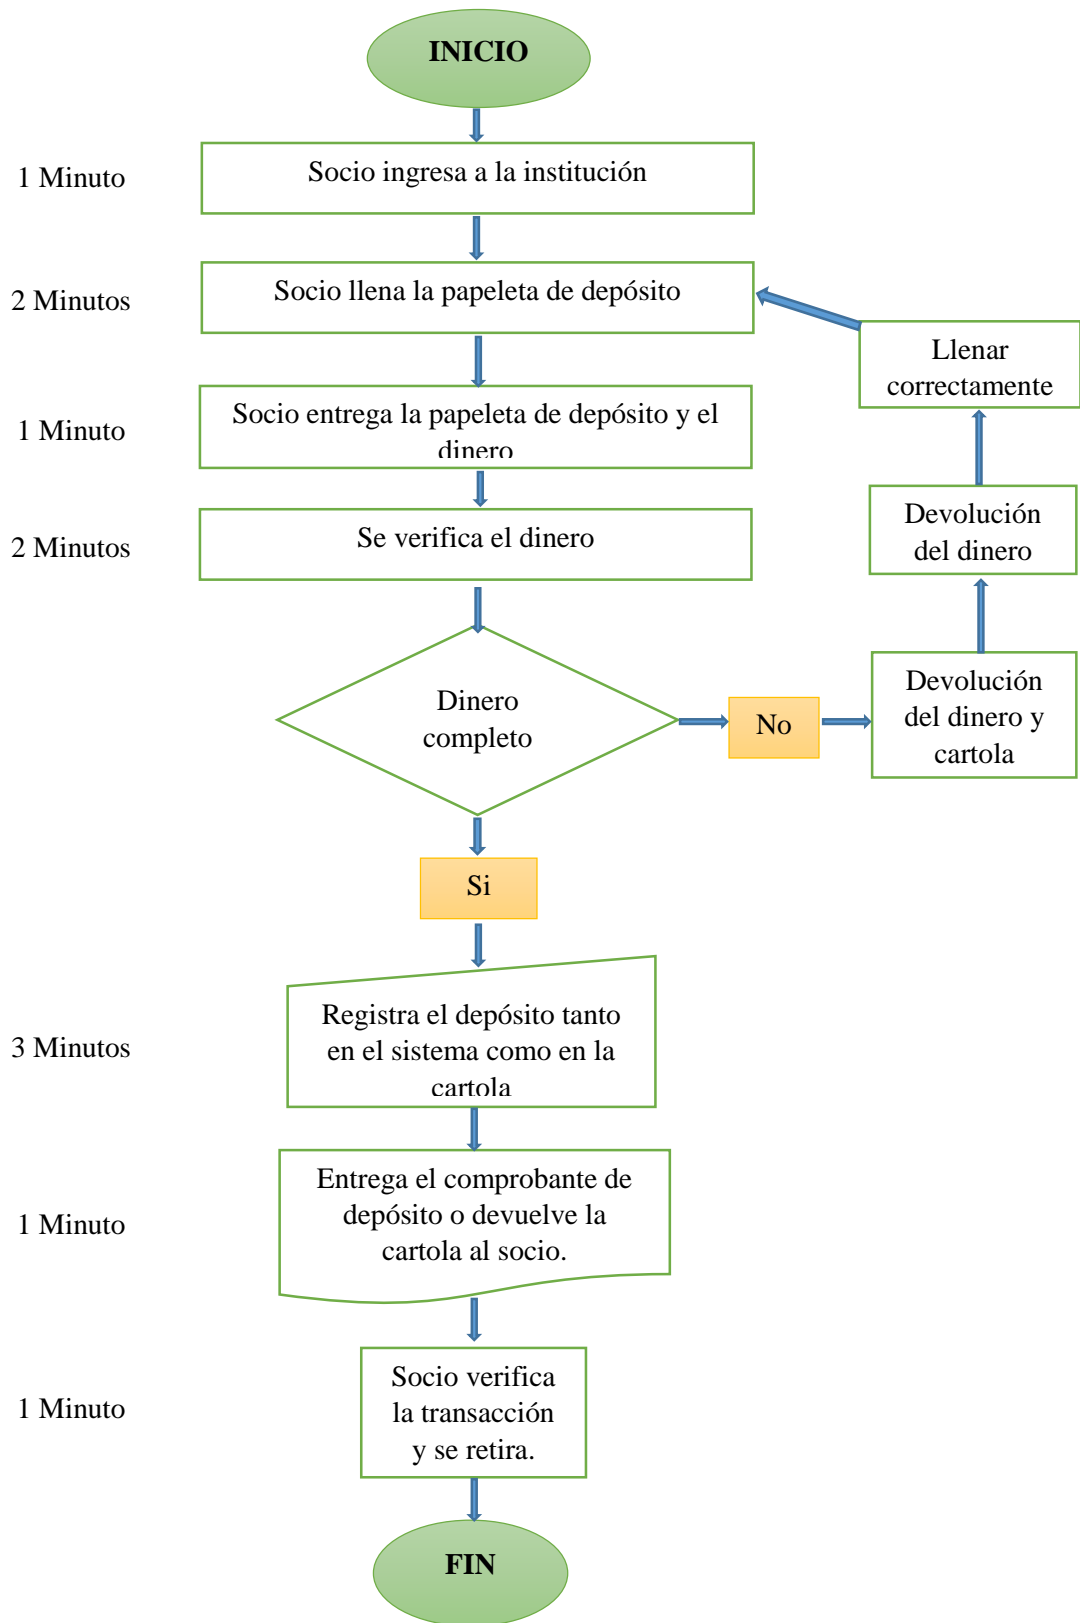 INICIO
1 Minuto
Socio ingresa a la institución
2 Minutos
Socio llena la papeleta de depósito
Llenar
correctamente
1 Minuto
Socio entrega la papeleta de depósito y el
dinero
2 Minutos
Se verifica el dinero
Devolución
del dinero
Dinero
completo
No
Devolución
del dinero y
cartola
Si
3 Minutos
Registra el depósito tanto
en el sistema como en la
cartola
1 Minuto
Entrega el comprobante de
depósito o devuelve la
cartola al socio.
1 Minuto
Socio verifica
la transacción
y se retira.
FIN